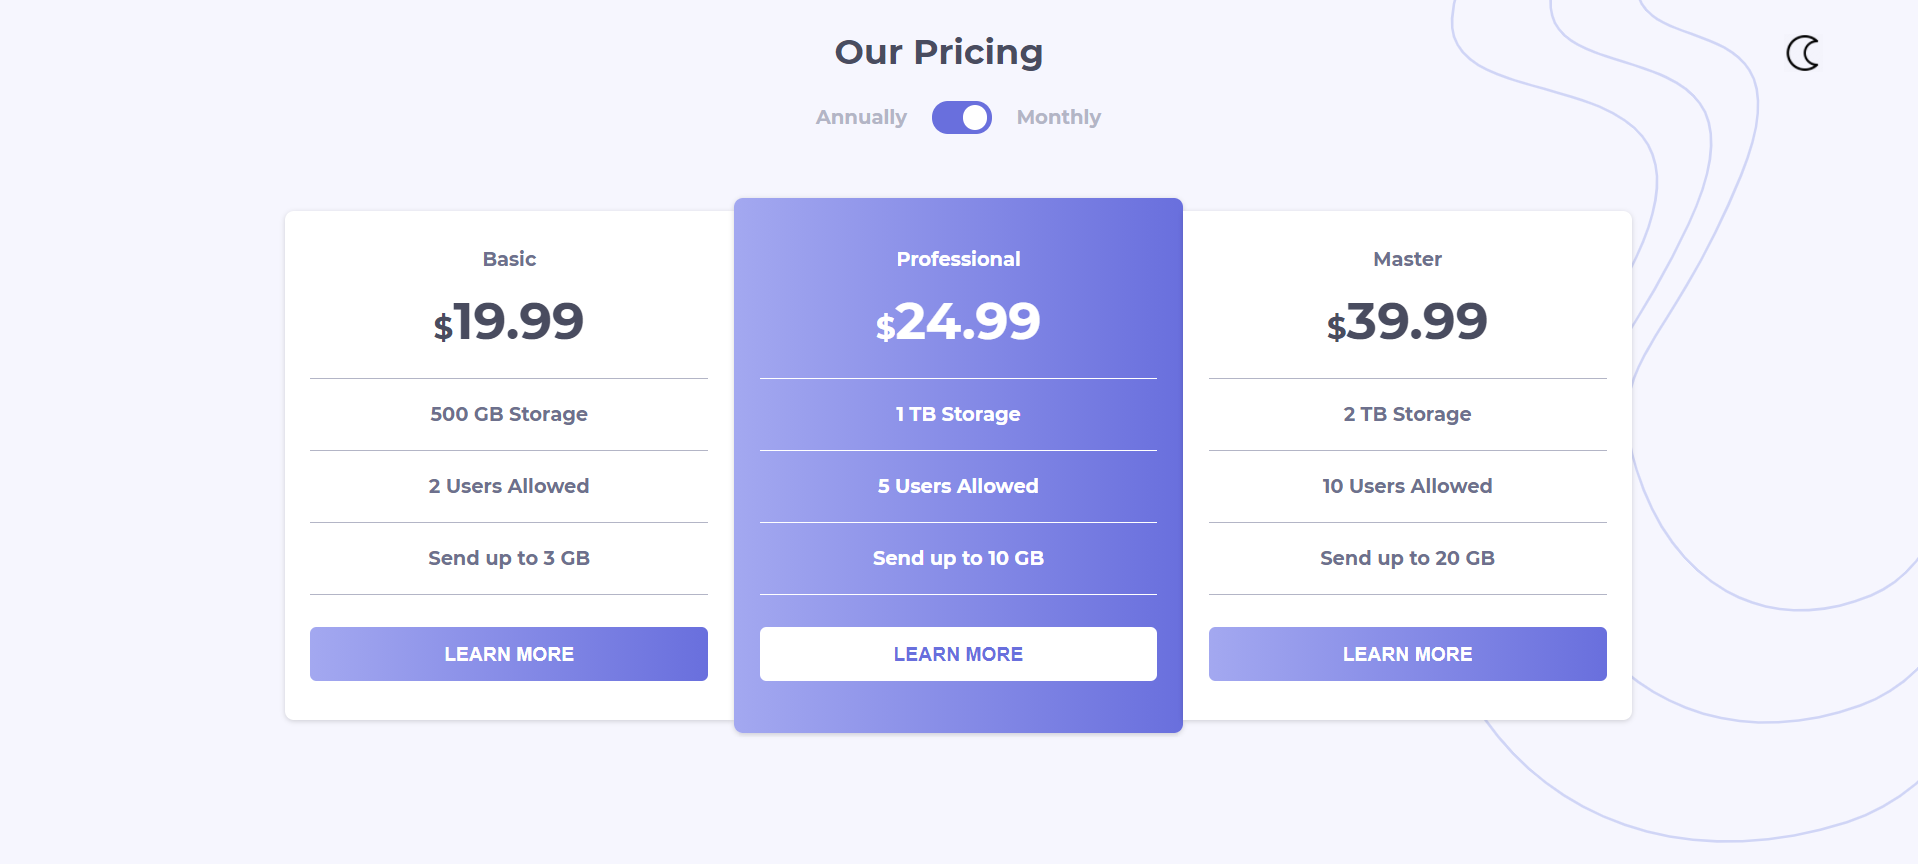 Our Pricing
Annually Monthly
Basic
$19.99
500 GB Storage
2 Users Allowed
Send up to 3 GB
LEARN MORE
Professional
$24.99
1 TB Storage
5 Users Allowed
Send up to 10 GB
LEARN MORE
Master
$39.99
2 TB Storage
10 Users Allowed
Send up to 20 GB
LEARN MORE